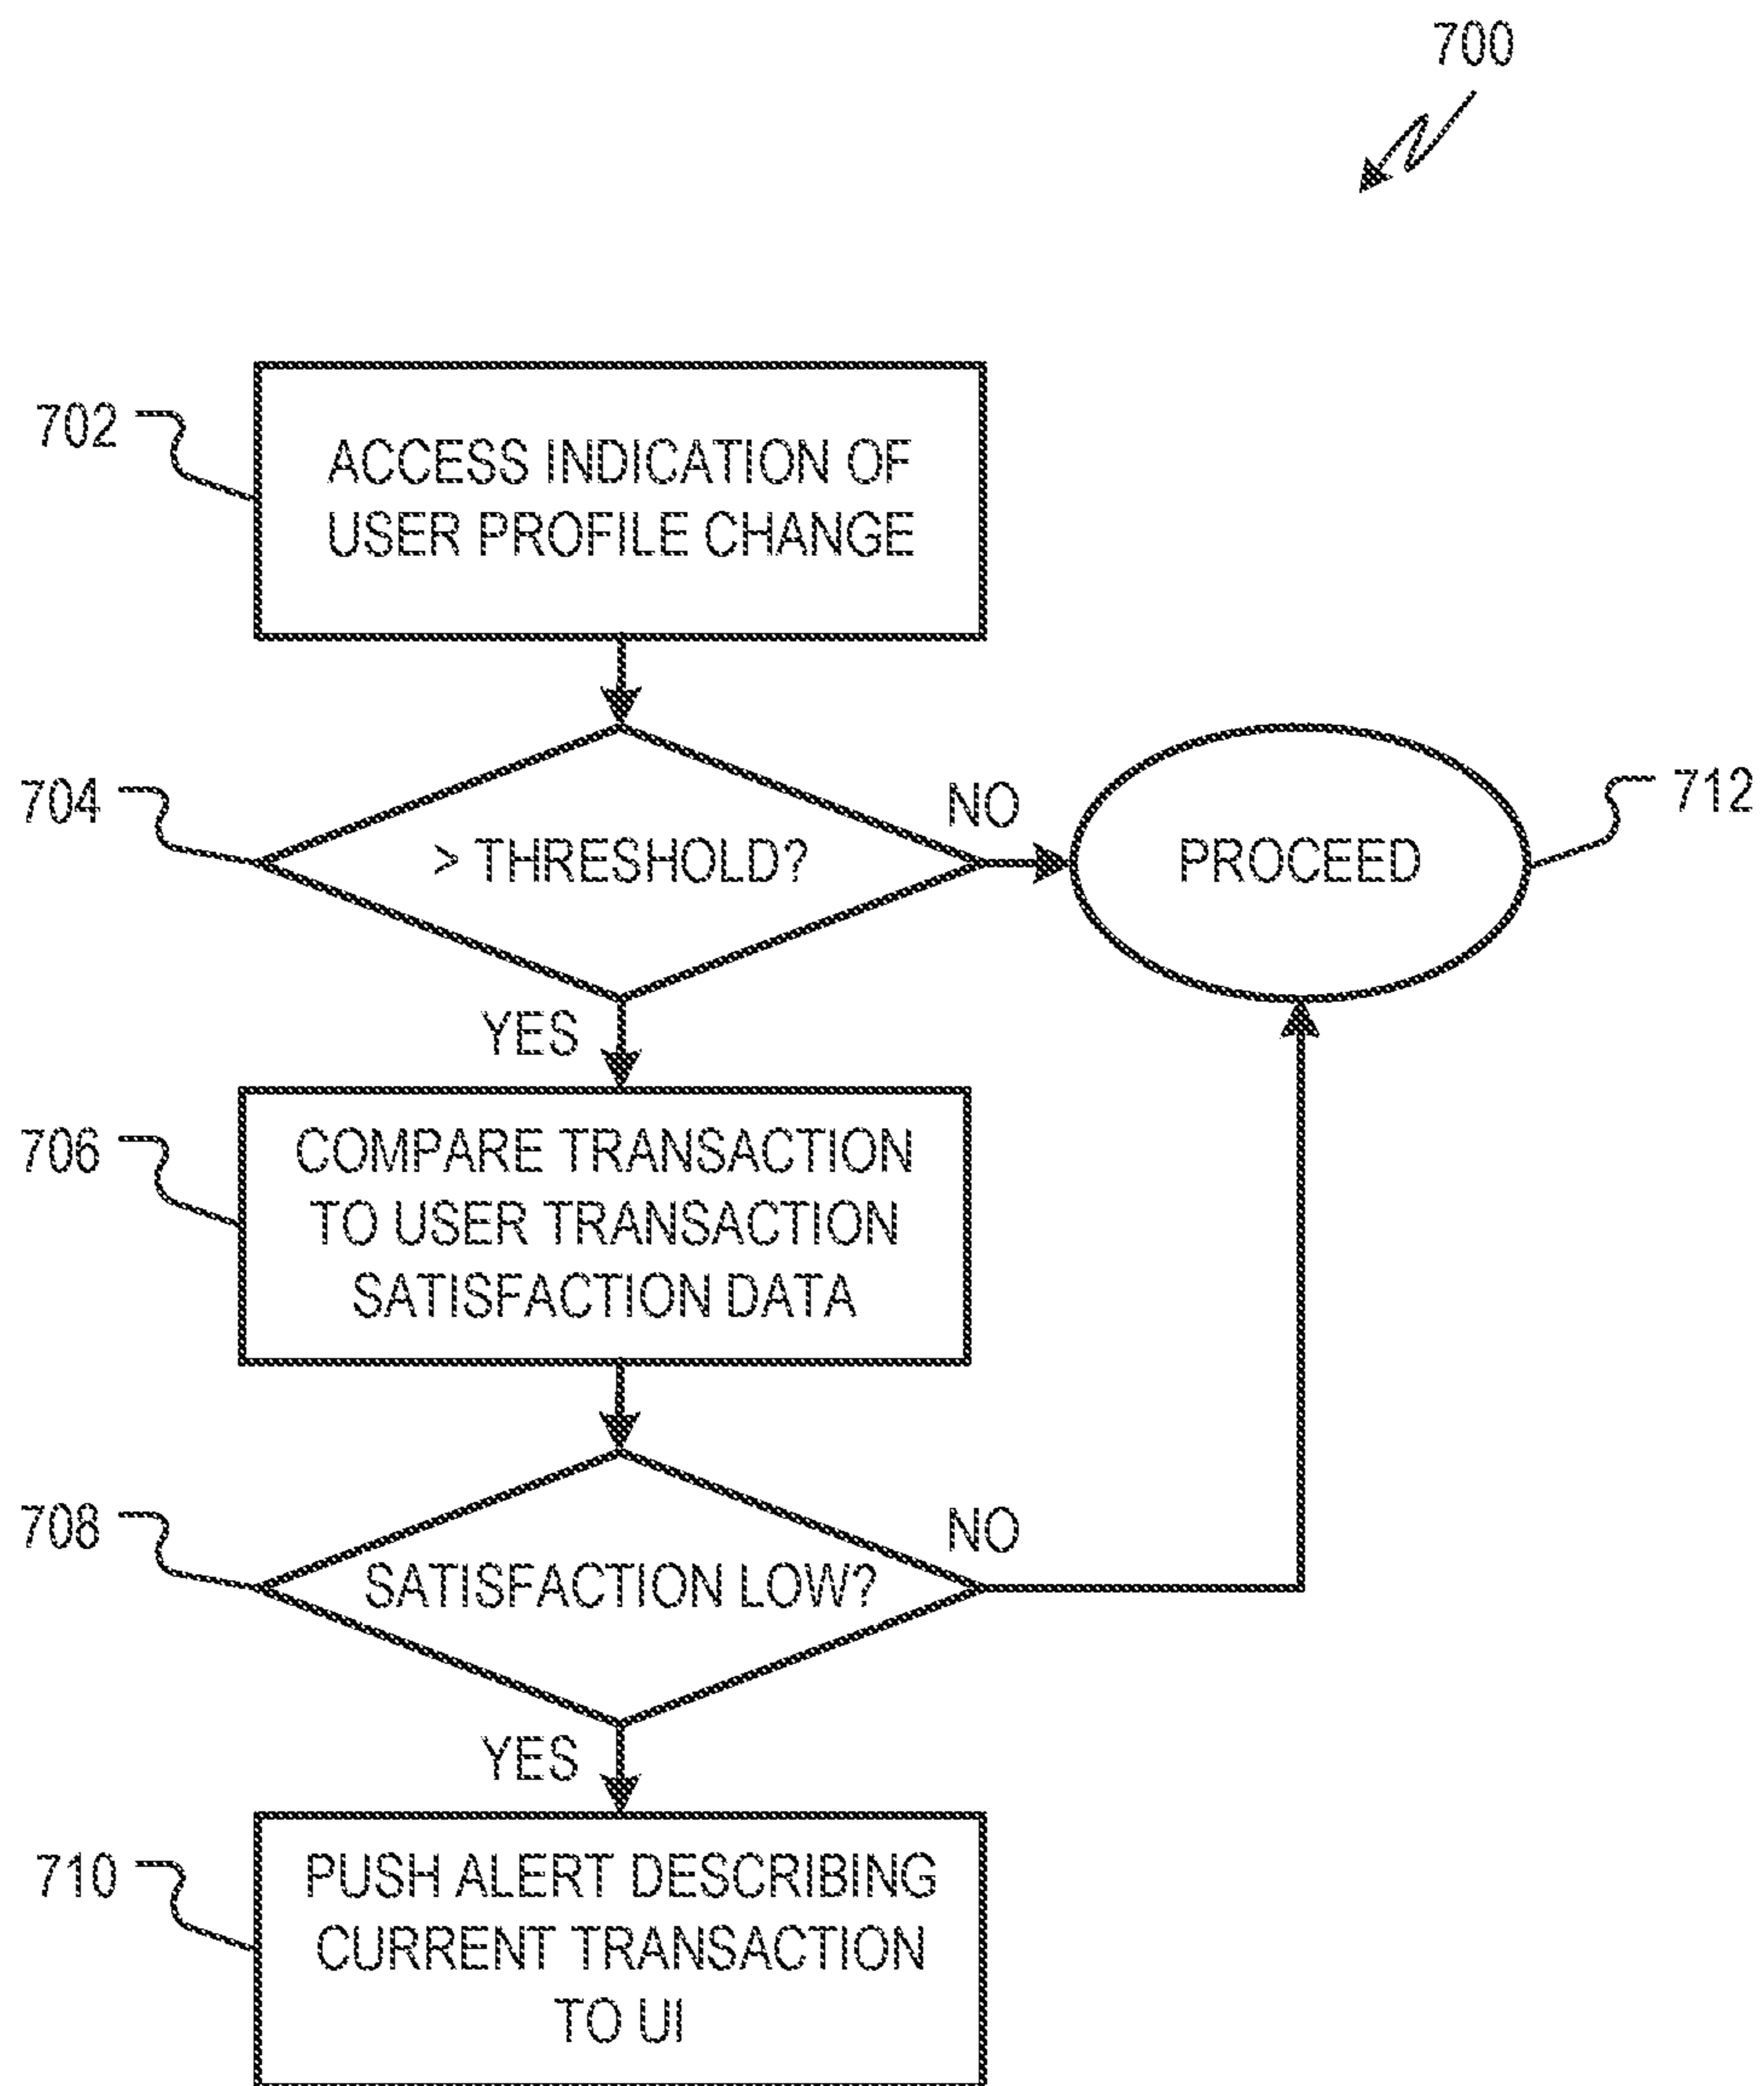 700
702
ACCESS INDICATION OF
USER PROFILE CHANGE
704
> THRESHOLD?
NO
PROCEED
712
YES
706
COMPARE TRANSACTION
TO USER TRANSACTION
SATISFACTION DATA
708
SATISFACTION LOW?
NO
YES
710
PUSH ALERT DESCRIBING
CURRENT TRANSACTION
TO UI